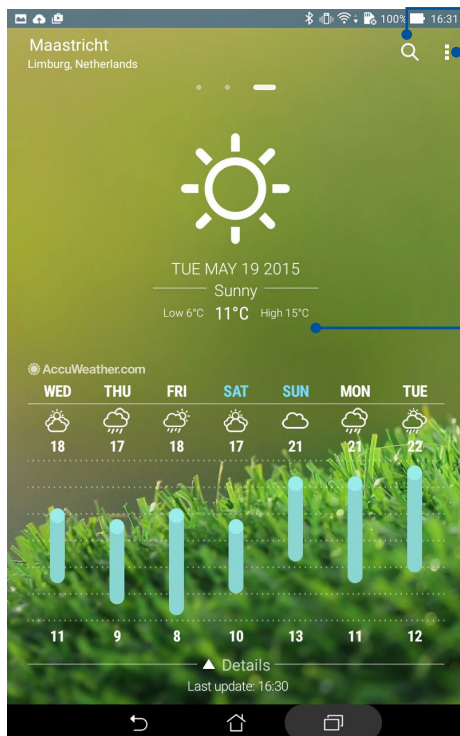 100% 16:31
Maastricht
Limburg, Netherlands
TUE MAY 19 2015
Sunny
Low 6°C 11°C High 15°C
AccuWeather.com
WED THU FRI SAT SUN MON TUE
18 17 18 17 21 21 22
11 9 8 10 13 11 12
Details
Last update: 16:30